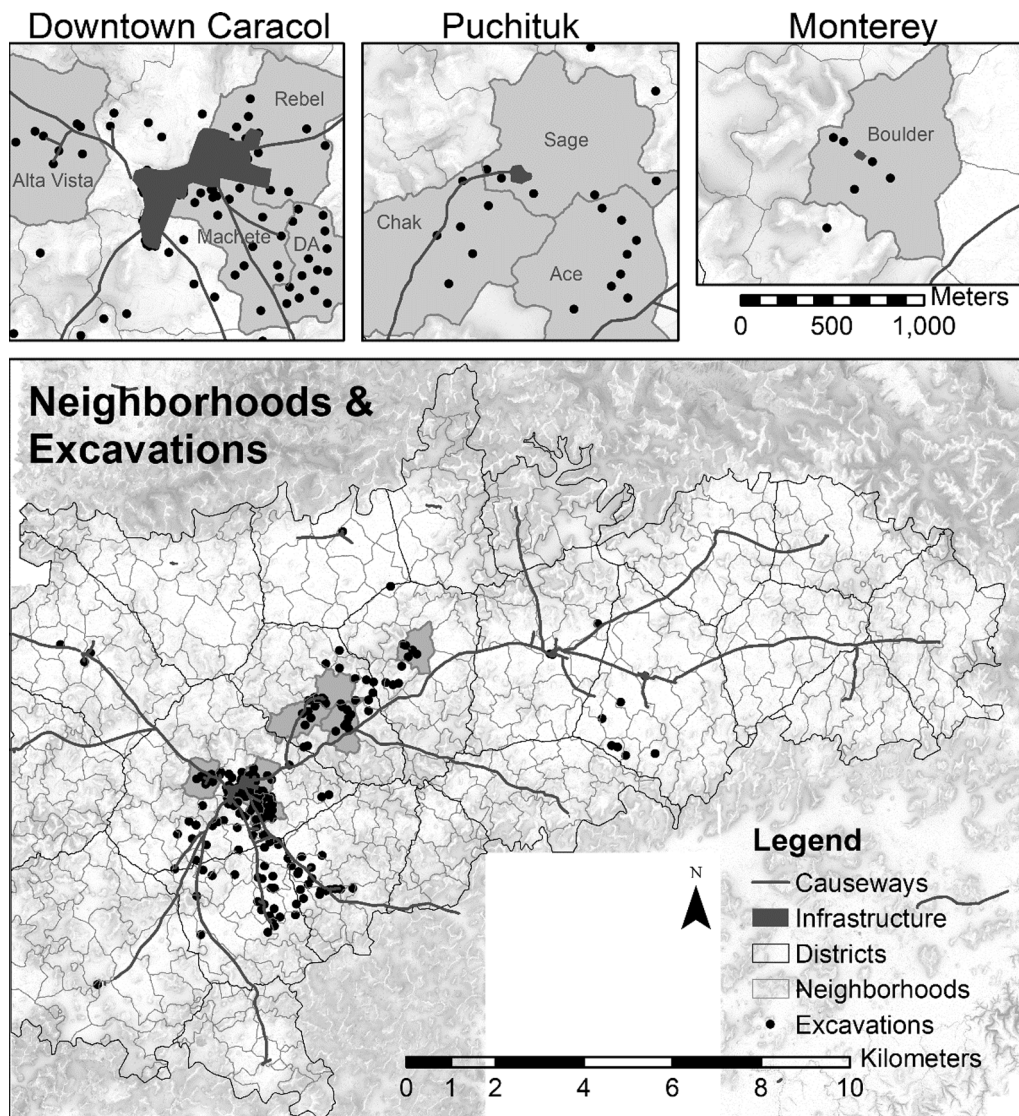 Downtown Caracol
Puchituk
Monterey
Rebel
Alta Vista
Machete
DA
Sage
Chak
Ace
Boulder
Meters
0 500 1,000
Neighborhoods &
Excavations
Legend
Causeways
Infrastructure
Districts
Neighborhoods
Excavations
N
Kilometers
0 1 2 4 6 8 10